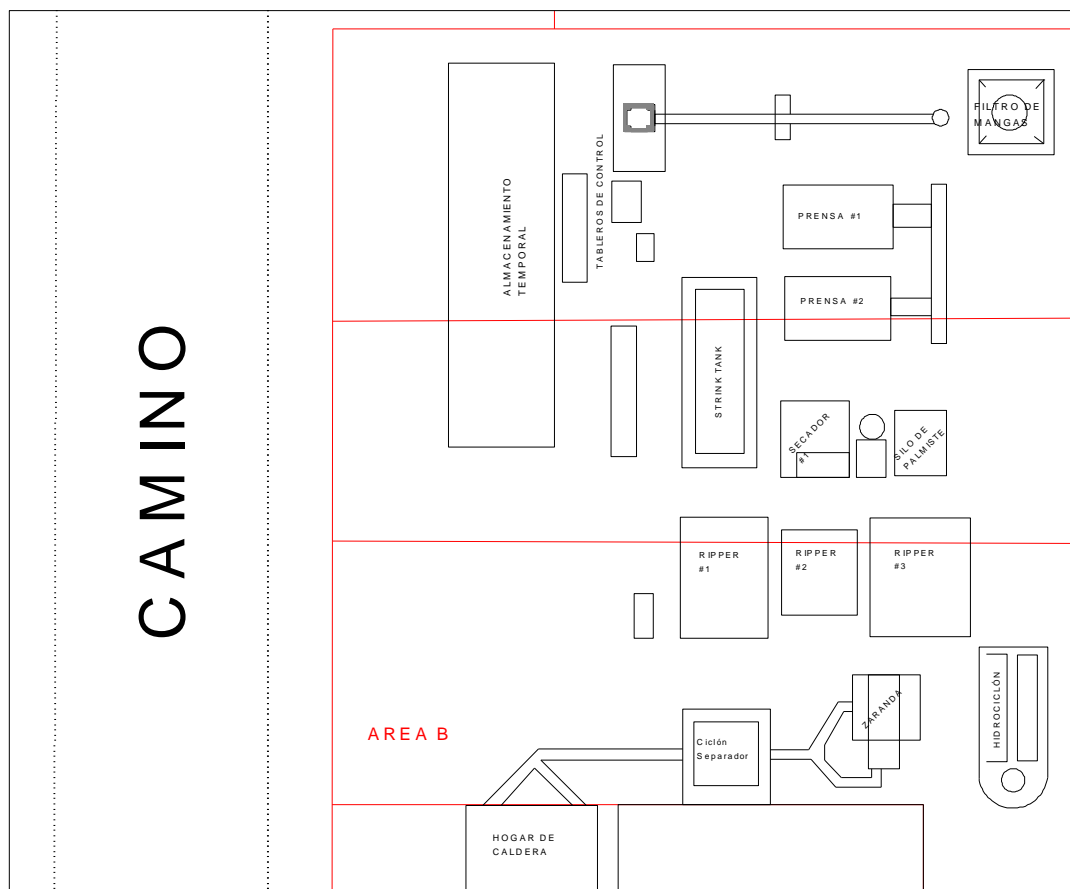 CAMINO
ALMACENAMIENTO
TEMPORAL
TABLEROS DE CONTROL
FILTRO DE
MANGAS
PRENSA #1
PRENSA #2
STRINK TANK
SECADOR
#1
SILO DE
PALMISTE
RIPPER
#1
RIPPER
#2
RIPPER
#3
HIDROCICLÓN
ZARANDA
AREA B
Ciclón
Separador
HOGAR DE
CALDERA